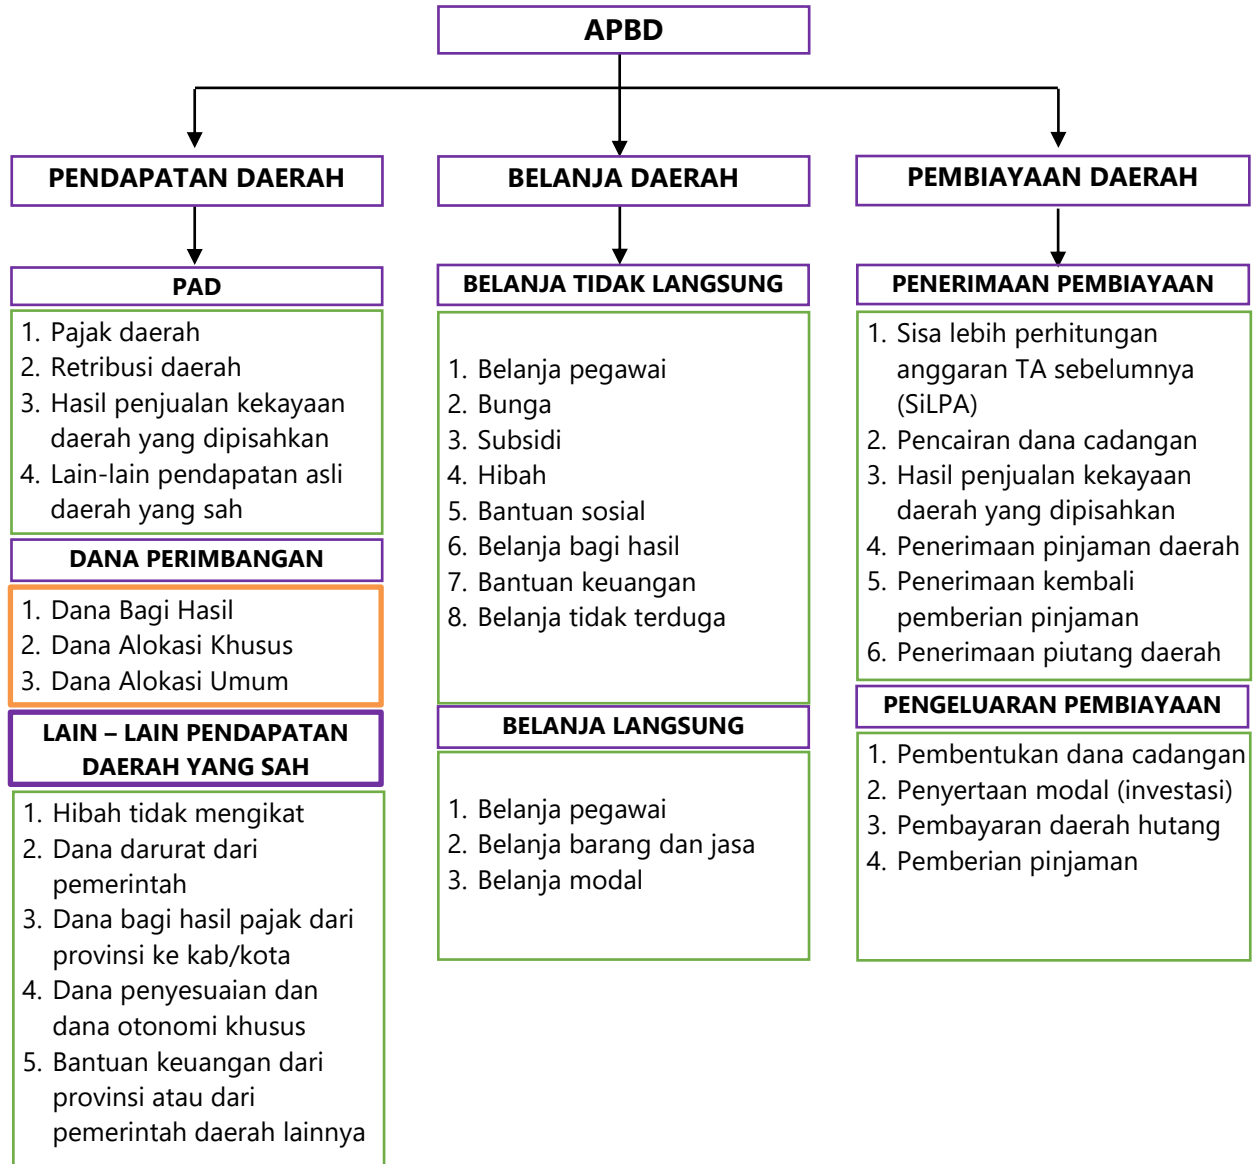 APBD
PENDAPATAN DAERAH
PAD
1. Pajak daerah
2. Retribusi daerah
3. Hasil penjualan kekayaan
daerah yang dipisahkan
4. Lain-lain pendapatan asli
daerah yang sah
DANA PERIMBANGAN
1. Dana Bagi Hasil
2. Dana Alokasi Khusus
3. Dana Alokasi Umum
LAIN – LAIN PENDAPATAN
DAERAH YANG SAH
1. Hibah tidak mengikat
2. Dana darurat dari
pemerintah
3. Dana bagi hasil pajak dari
provinsi ke kab/kota
4. Dana penyesuaian dan
dana otonomi khusus
5. Bantuan keuangan dari
provinsi atau dari
pemerintah daerah lainnya
BELANJA DAERAH
BELANJA TIDAK LANGSUNG
1. Belanja pegawai
2. Bunga
3. Subsidi
4. Hibah
5. Bantuan sosial
6. Belanja bagi hasil
7. Bantuan keuangan
8. Belanja tidak terduga
BELANJA LANGSUNG
1. Belanja pegawai
2. Belanja barang dan jasa
3. Belanja modal
PEMBIAYAAN DAERAH
PENERIMAAN PEMBIAYAAN
1. Sisa lebih perhitungan
anggaran TA sebelumnya
(SiLPA)
2. Pencairan dana cadangan
3. Hasil penjualan kekayaan
daerah yang dipisahkan
4. Penerimaan pinjaman daerah
5. Penerimaan kembali
pemberian pinjaman
6. Penerimaan piutang daerah
PENGELUARAN PEMBIAYAAN
1. Pembentukan dana cadangan
2. Penyertaan modal (investasi)
3. Pembayaran daerah hutang
4. Pemberian pinjaman